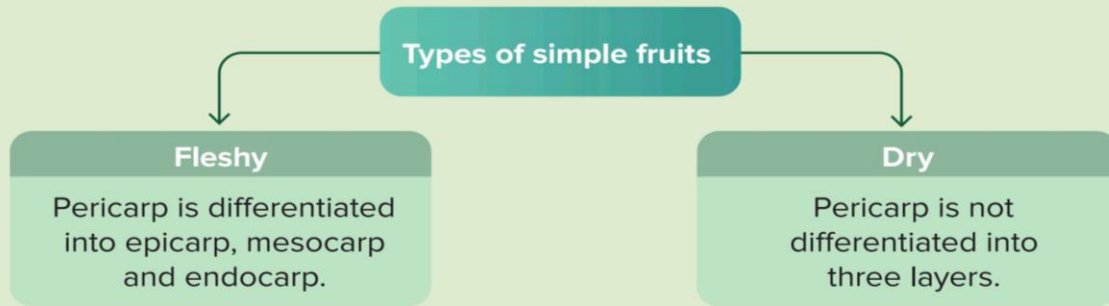 Types of simple fruits
Fleshy
Pericarp is differentiated
into epicarp, mesocarp
and endocarp.
Dry
Pericarp is not
differentiated into
three layers.